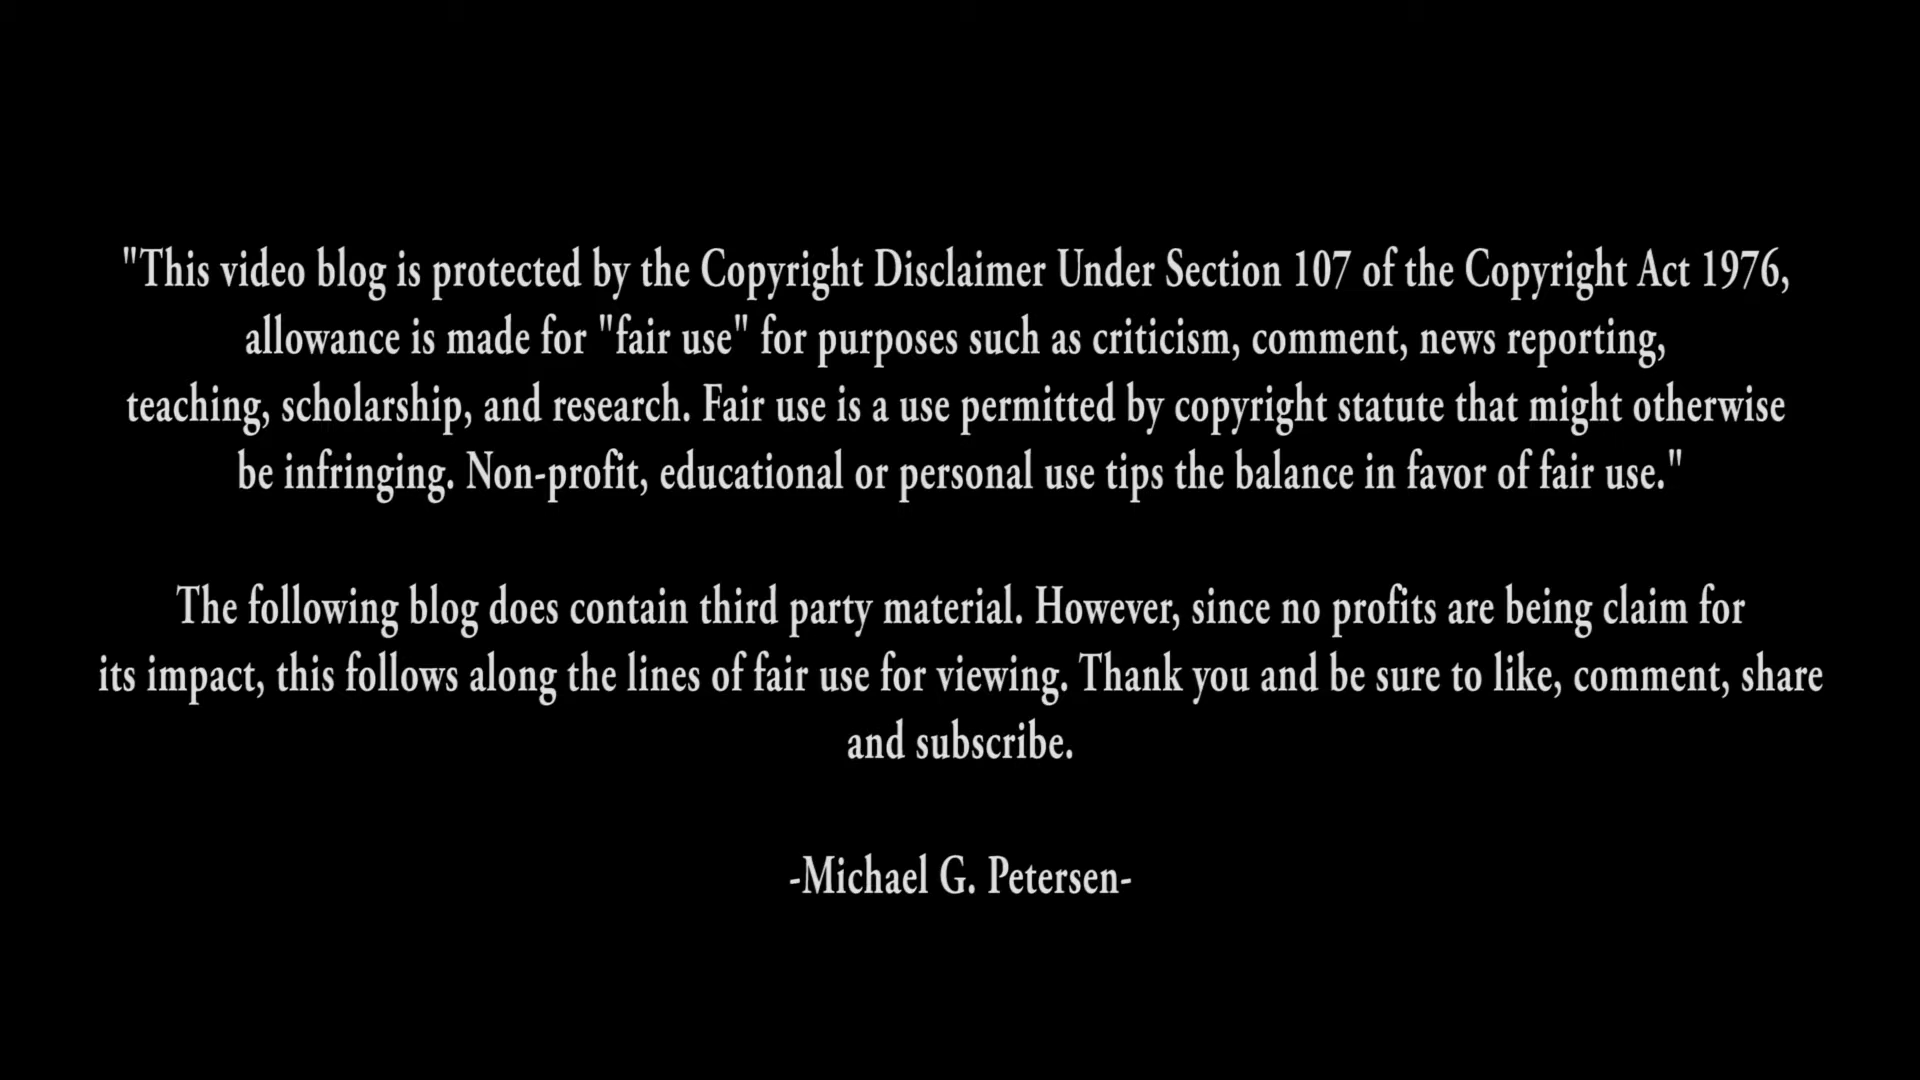 "This video blog is protected by the Copyright Disclaimer Under Section 107 of the Copyright Act 1976,
allowance is made for "fair use" for purposes such as criticism, comment, news reporting,
teaching, scholarship, and research. Fair use is a use permitted by copyright statute that might otherwise
be infringing. Non-profit, educational or personal use tips the balance in favor of fair use."
The following blog does contain third party material. However, since no profits are being claim for
its impact, this follows along the lines of fair use for viewing. Thank you and be sure to like, comment, share
and subscribe.
-Michael G. Petersen-